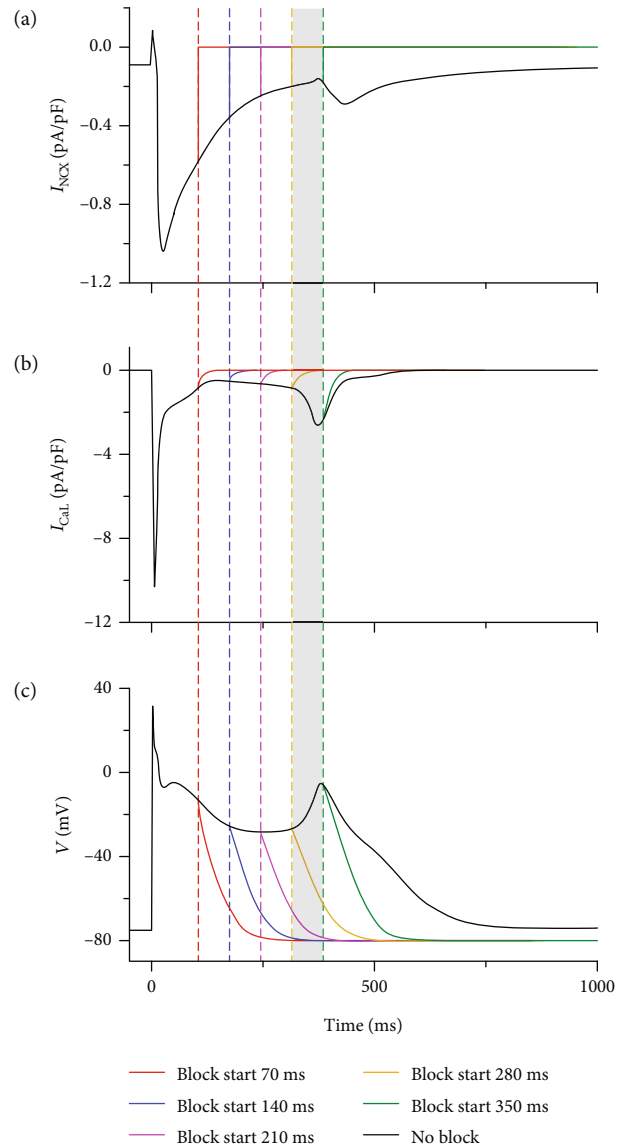 (a)
0.0
−0.4
−0.8
−1.2
I_NCX (pA/pF)
(b)
0
−4
−8
−12
I_CaL (pA/pF)
(c)
40
0
−40
−80
V (mV)
0
500
1000
Time (ms)
Block start 70 ms
Block start 280 ms
Block start 140 ms
Block start 350 ms
Block start 210 ms
No block